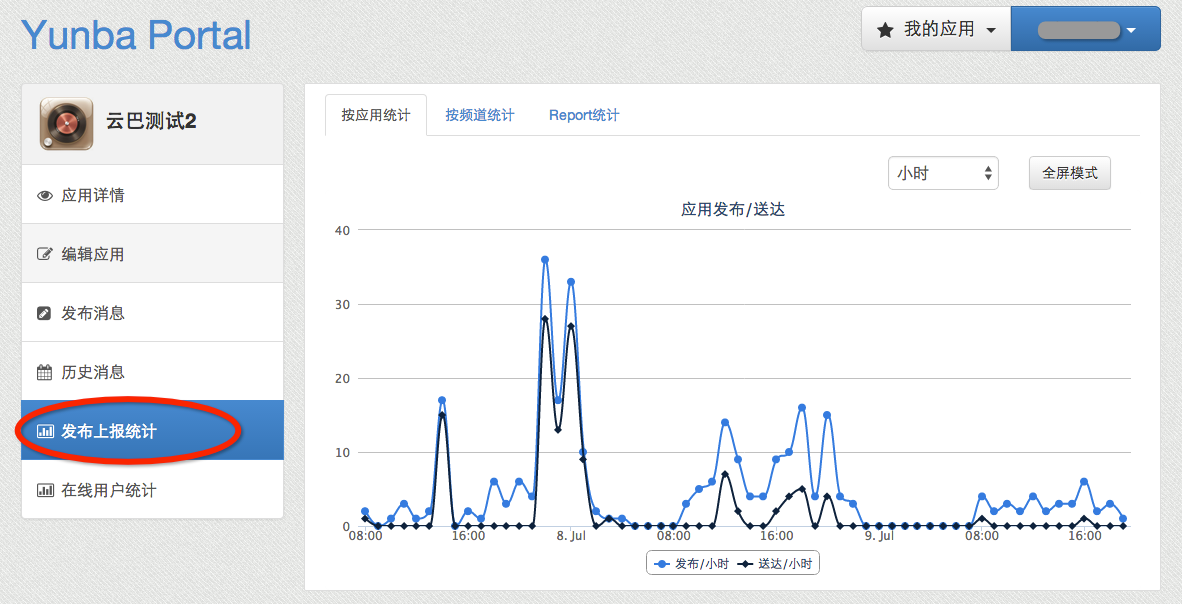 Yunba Portal
我的应用
云巴测试2
应用详情
编辑应用
发布消息
历史消息
发布上报统计
在线用户统计
按应用统计 按频道统计 Report统计
小时 全屏模式
应用发布/送达
40
30
20
10
0
08:00 16:00 8. Jul 08:00 16:00 9. Jul 08:00 16:00
发布/小时 送达/小时